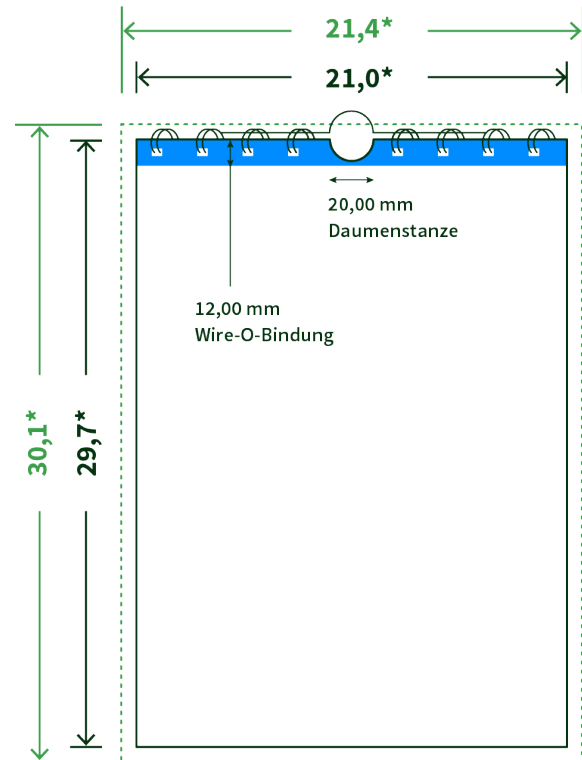 21,4*
21,0*
20,00 mm
Daumenstanze
12,00 mm
Wire-O-Bindung
30,1*
29,7*